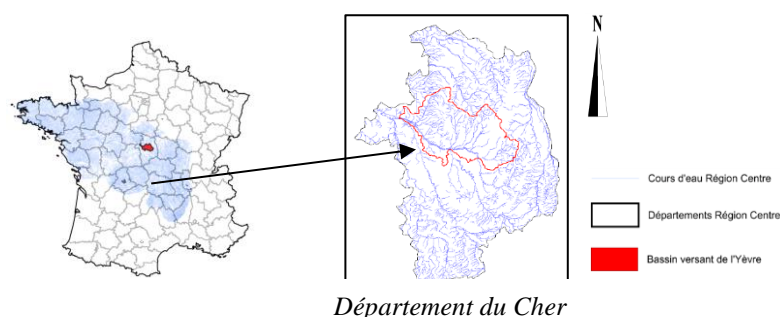 N
Cours d'eau Région Centre
Départements Région Centre
Bassin versant de l'Yèvre
Département du Cher